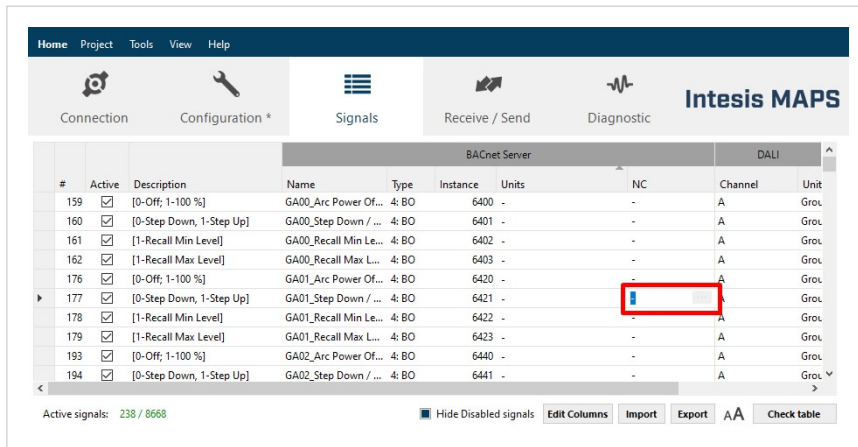 Home Project Tools View Help
Connection Configuration * Signals Receive / Send Diagnostic Intesis MAPS
BACnet Server DALI
# Active Description Name Type Instance Units NC Channel Unit
159 [0-Off; 1-100 %] GA00_Arc Power Of... 4: BO 6400 - - A Grou
160 [0-Step Down, 1-Step Up] GA00_Step Down / ... 4: BO 6401 - - A Grou
161 [1-Recall Min Level] GA00_Recall Min Le... 4: BO 6402 - - A Grou
162 [1-Recall Max Level] GA00_Recall Max L... 4: BO 6403 - - A Grou
176 [0-Off; 1-100 %] GA01_Arc Power Of... 4: BO 6420 - - A Grou
177 [0-Step Down, 1-Step Up] GA01_Step Down / ... 4: BO 6421 - - A Grou
178 [1-Recall Min Level] GA01_Recall Min Le... 4: BO 6422 - - A Grou
179 [1-Recall Max Level] GA01_Recall Max L... 4: BO 6423 - - A Grou
193 [0-Off; 1-100 %] GA02_Arc Power Of... 4: BO 6440 - - A Grou
194 [0-Step Down, 1-Step Up] GA02_Step Down / ... 4: BO 6441 - - A Grou
Active signals: 238 / 8668 Hide Disabled signals Edit Columns Import Export AA Check table